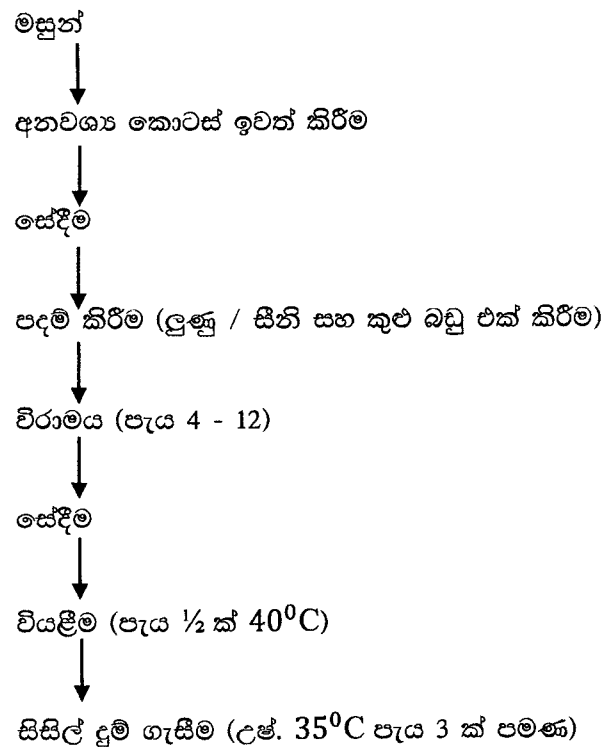 මසුන්
අනවශ්‍ය කොටස් ඉවත් කිරීම
සේදීම
පදම් කිරීම (ලුණු / සීනි සහ කුළු බඩු එක් කිරීම)
විරාමය (පැය 4 - 12)
සේදීම
වියළීම (පැය ½ ක් 40⁰C)
සිසිල් දුම් ගැසීම (උෂ්. 35⁰C පැය 3 ක් පමණ)